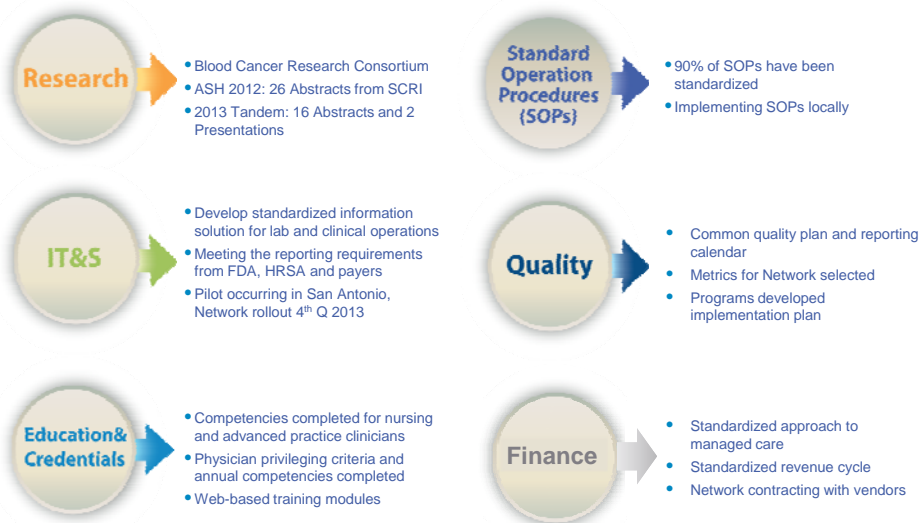 Research
• Blood Cancer Research Consortium
• ASH 2012: 26 Abstracts from SCRI
• 2013 Tandem: 16 Abstracts and 2
Presentations
Standard
Operation
Procedures
(SOPs)
• 90% of SOPs have been
standardized
• Implementing SOPs locally
IT&S
• Develop standardized information
solution for lab and clinical operations
• Meeting the reporting requirements
from FDA, HRSA and payers
• Pilot occurring in San Antonio,
Network rollout 4th Q 2013
Quality
• Common quality plan and reporting
calendar
• Metrics for Network selected
• Programs developed
implementation plan
Education&
Credentials
• Competencies completed for nursing
and advanced practice clinicians
• Physician privileging criteria and
annual competencies completed
• Web-based training modules
Finance
• Standardized approach to
managed care
• Standardized revenue cycle
• Network contracting with vendors